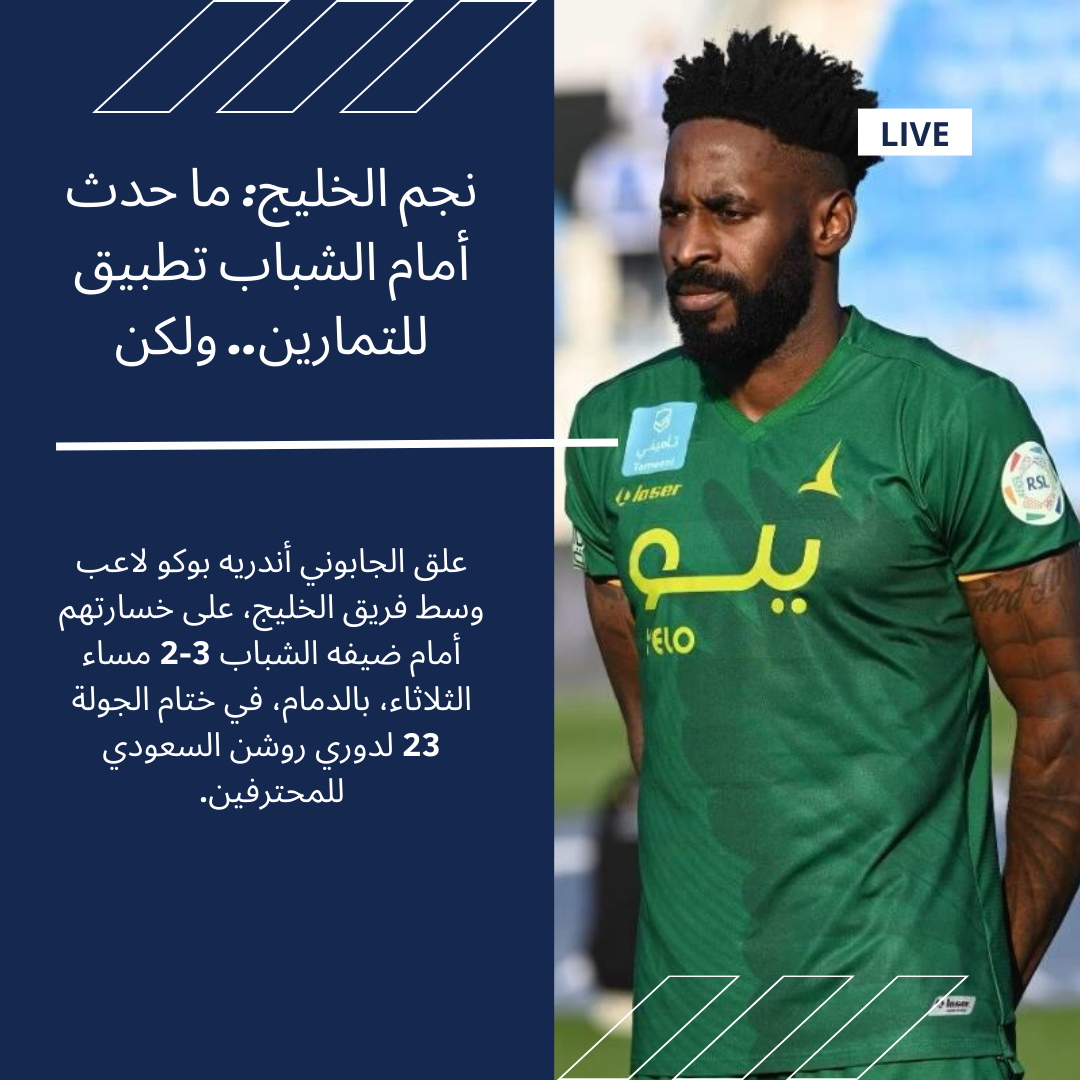 نجم الخليج: ما حدث
أمام الشباب تطبيق
للتمارين.. ولكن
علق الجابوني أندريه بوكو لاعب
وسط فريق الخليج، على خسارتهم
أمام ضيفه الشباب 3-2 مساء
الثلاثاء، بالدمام، في ختام الجولة
23 لدوري روشن السعودي
للمحترفين.
LIVE
تأميني
Tameeni
laser
RSL
يلو
YELO
laser